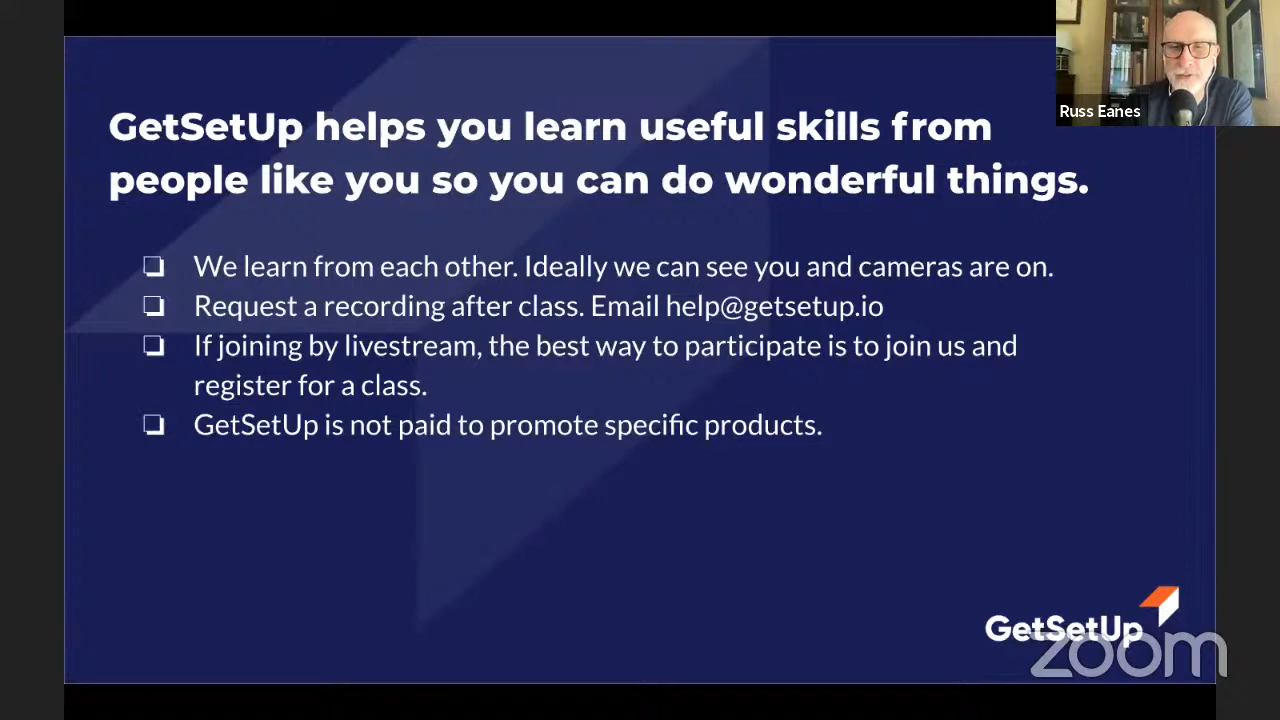 Russ Eanes
GetSetUp helps you learn useful skills from
people like you so you can do wonderful things.
❏ We learn from each other. Ideally we can see you and cameras are on.
❏ Request a recording after class. Email help@getsetup.io
❏ If joining by livestream, the best way to participate is to join us and
register for a class.
❏ GetSetUp is not paid to promote specific products.
GetSetUp
zoom